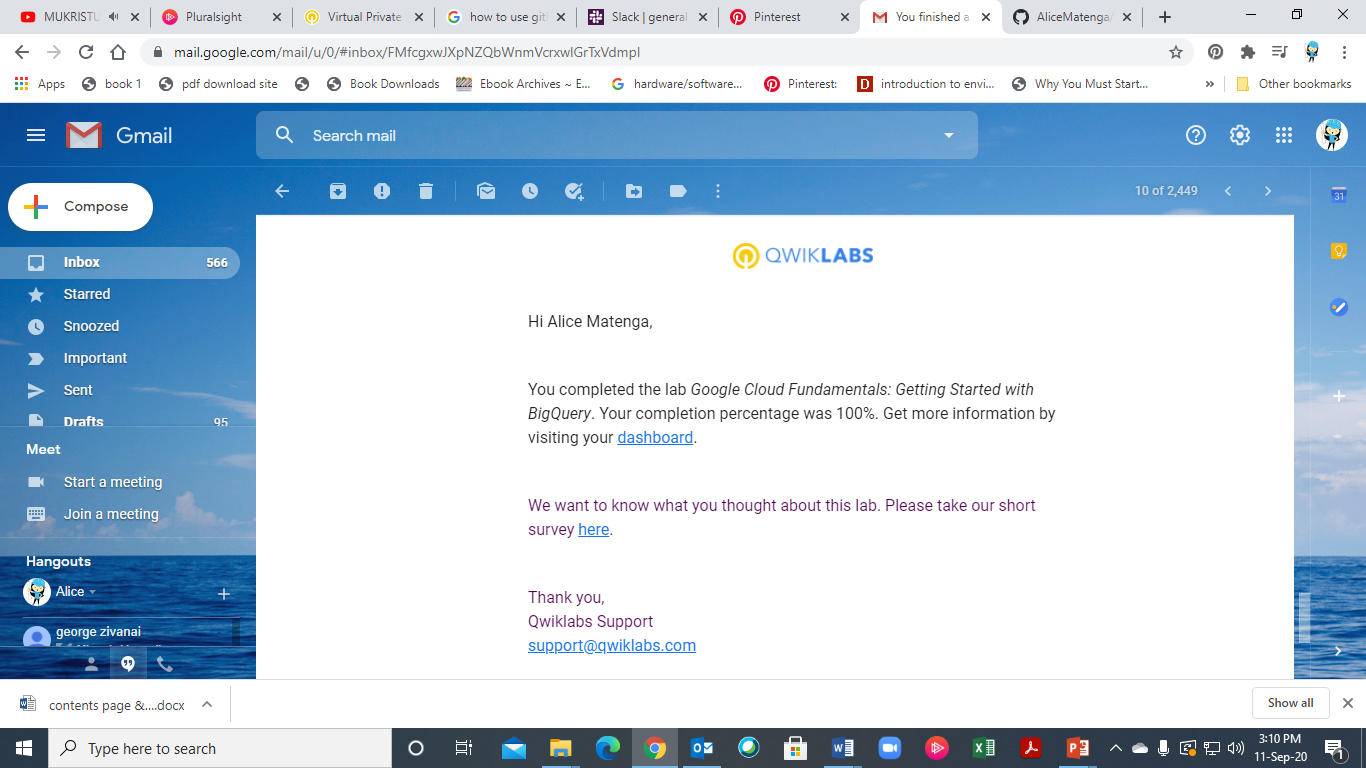 MUKRISTU
Pluralsight
Virtual Private
how to use git
Slack | general
Pinterest
You finished a
AliceMatenga/
mail.google.com/mail/u/0/#inbox/FMfcgxwJXpNZQbWnmVcrxwlGrTxVdmpl
Apps
book 1
pdf download site
Book Downloads
Ebook Archives ~ E...
hardware/software...
Pinterest:
introduction to envi...
Why You Must Start...
»
Other bookmarks
Gmail
Search mail
Compose
10 of 2,449
31
Inbox 566
Starred
Snoozed
Important
Sent
Drafts 95
Meet
Start a meeting
Join a meeting
Hangouts
Alice
george zivanai
QWIKLABS
Hi Alice Matenga,
You completed the lab Google Cloud Fundamentals: Getting Started with
BigQuery. Your completion percentage was 100%. Get more information by
visiting your dashboard.
We want to know what you thought about this lab. Please take our short
survey here.
Thank you,
Qwiklabs Support
support@qwiklabs.com
contents page &....docx
Show all
Type here to search
3:10 PM
11-Sep-20
1